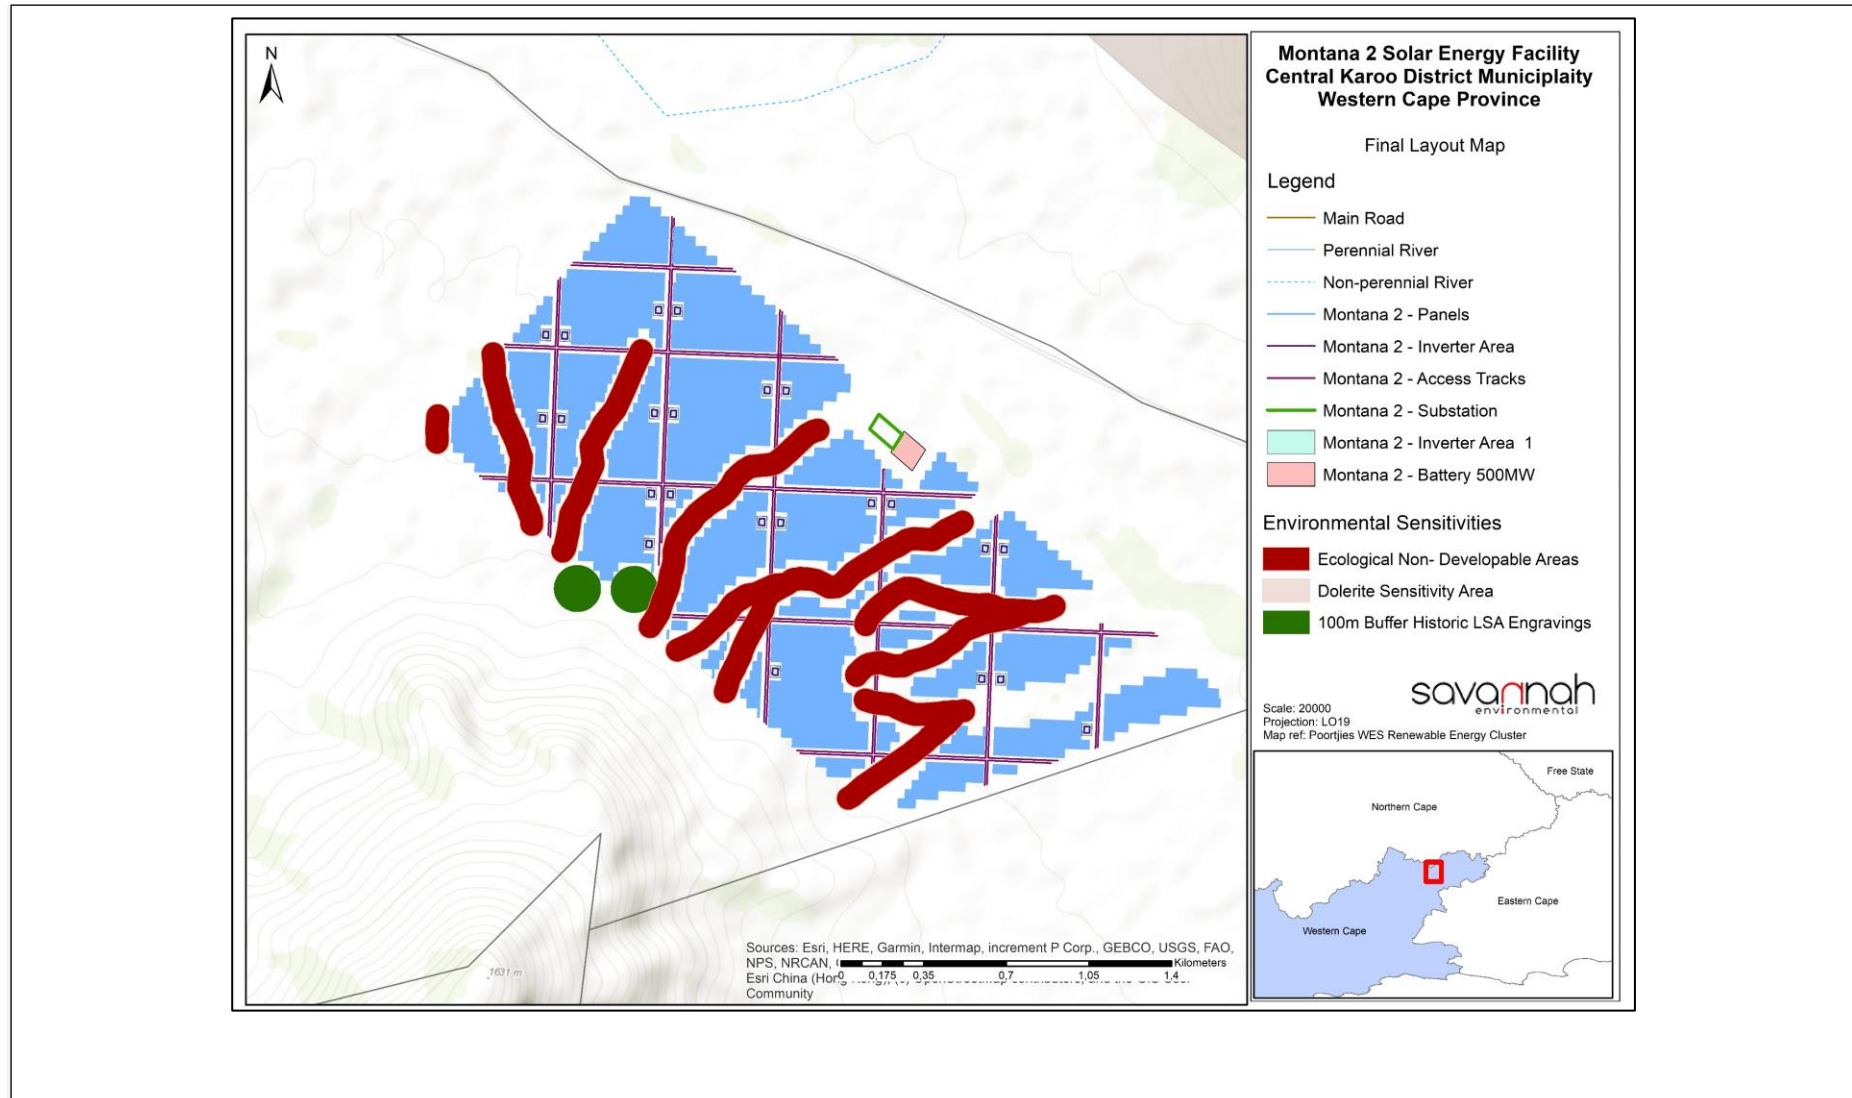 N
Montana 2 Solar Energy Facility
Central Karoo District Municiplaity
Western Cape Province
Final Layout Map
Legend
Main Road
Perennial River
Non-perennial River
Montana 2 - Panels
Montana 2 - Inverter Area
Montana 2 - Access Tracks
Montana 2 - Substation
Montana 2 - Inverter Area 1
Montana 2 - Battery 500MW
Environmental Sensitivities
Ecological Non- Developable Areas
Dolerite Sensitivity Area
100m Buffer Historic LSA Engravings
savannah
environmental
Scale: 20000
Projection: LO19
Map ref: Poortjies WES Renewable Energy Cluster
Free State
Northern Cape
Eastern Cape
Western Cape
1631 m
Sources: Esri, HERE, Garmin, Intermap, increment P Corp., GEBCO, USGS, FAO,
NPS, NRCAN,
Kilometers
0 0,175 0,35 0,7 1,05 1,4
Esri China
Community